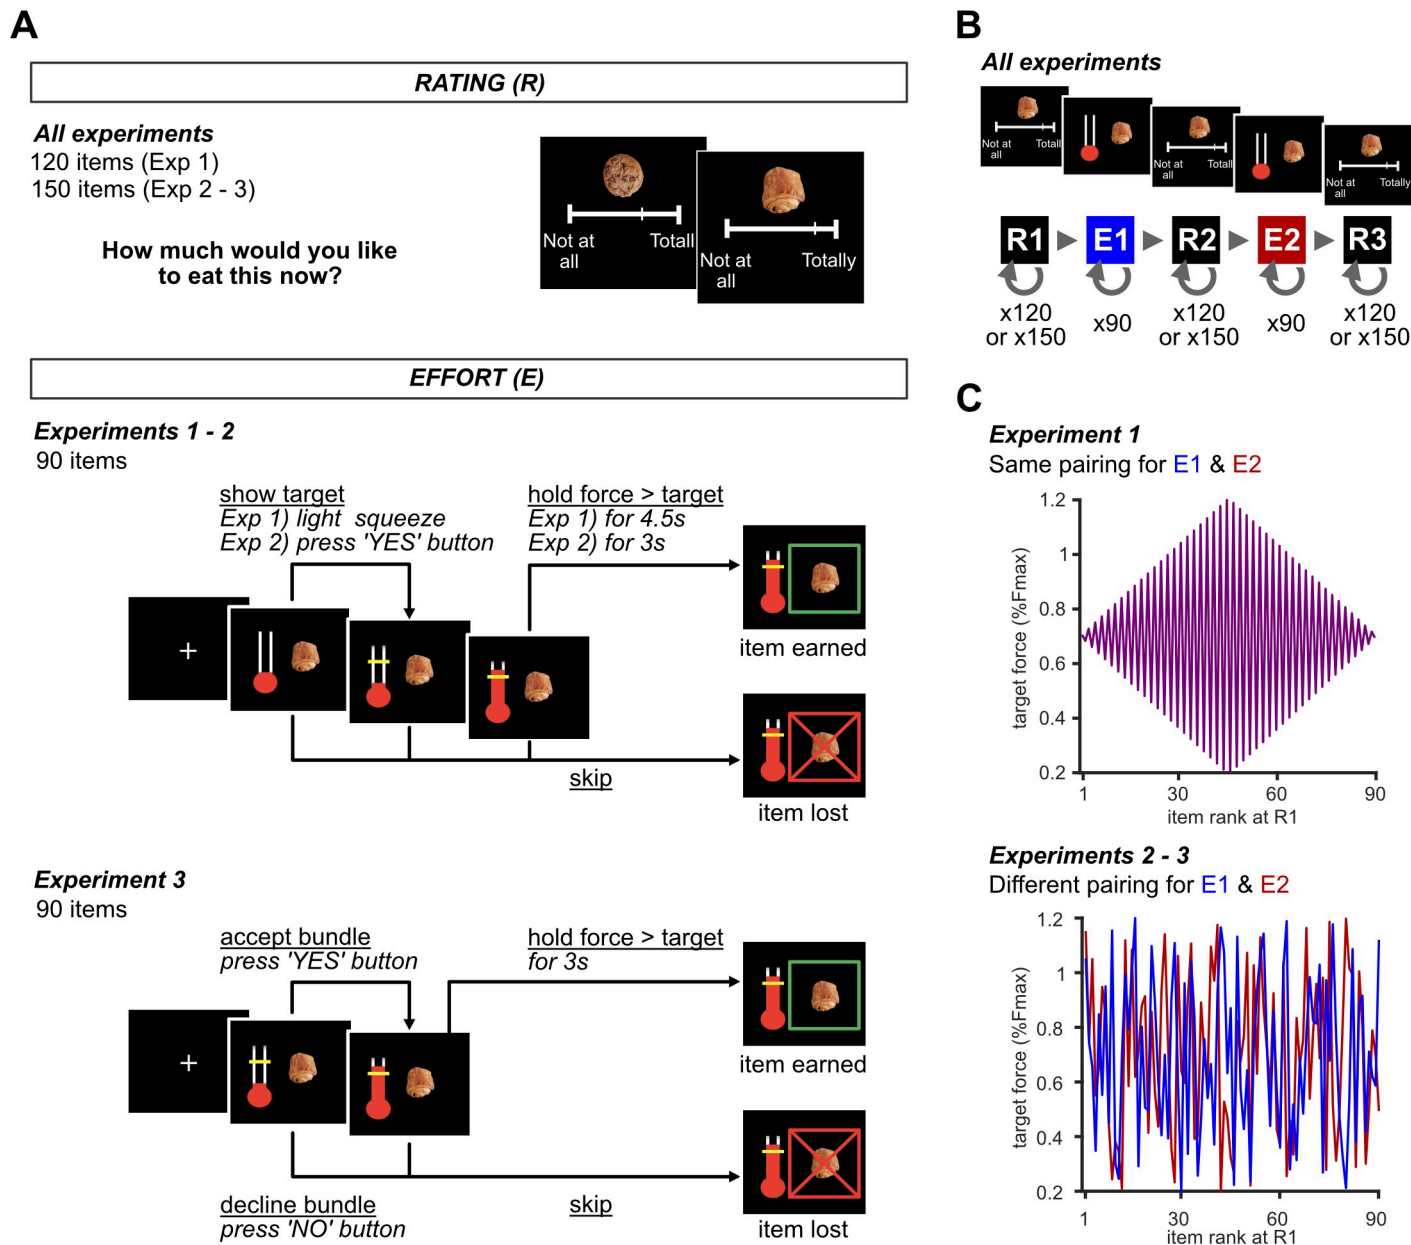 A
RATING (R)
All experiments
120 items (Exp 1)
150 items (Exp 2 - 3)
How much would you like
to eat this now?
Not at
all
Totall
Not at
all
Totally
EFFORT (E)
Experiments 1 - 2
90 items
show target
Exp 1) light squeeze
Exp 2) press 'YES' button
hold force > target
Exp 1) for 4.5s
Exp 2) for 3s
item earned
skip
item lost
Experiment 3
90 items
accept bundle
press 'YES' button
hold force > target
for 3s
item earned
decline bundle
press 'NO' button
skip
item lost
B
All experiments
Not at
all
Totall
Not at
all
Totall
Not at
all
Totally
R1
E1
R2
E2
R3
x120
or x150
x90
x120
or x150
x90
x120
or x150
C
Experiment 1
Same pairing for E1 & E2
target force (%Fmax)
1.2
1
0.8
0.6
0.4
0.2
1
30
60
90
item rank at R1
Experiments 2 - 3
Different pairing for E1 & E2
target force (%Fmax)
1.2
1
0.8
0.6
0.4
0.2
1
30
60
90
item rank at R1